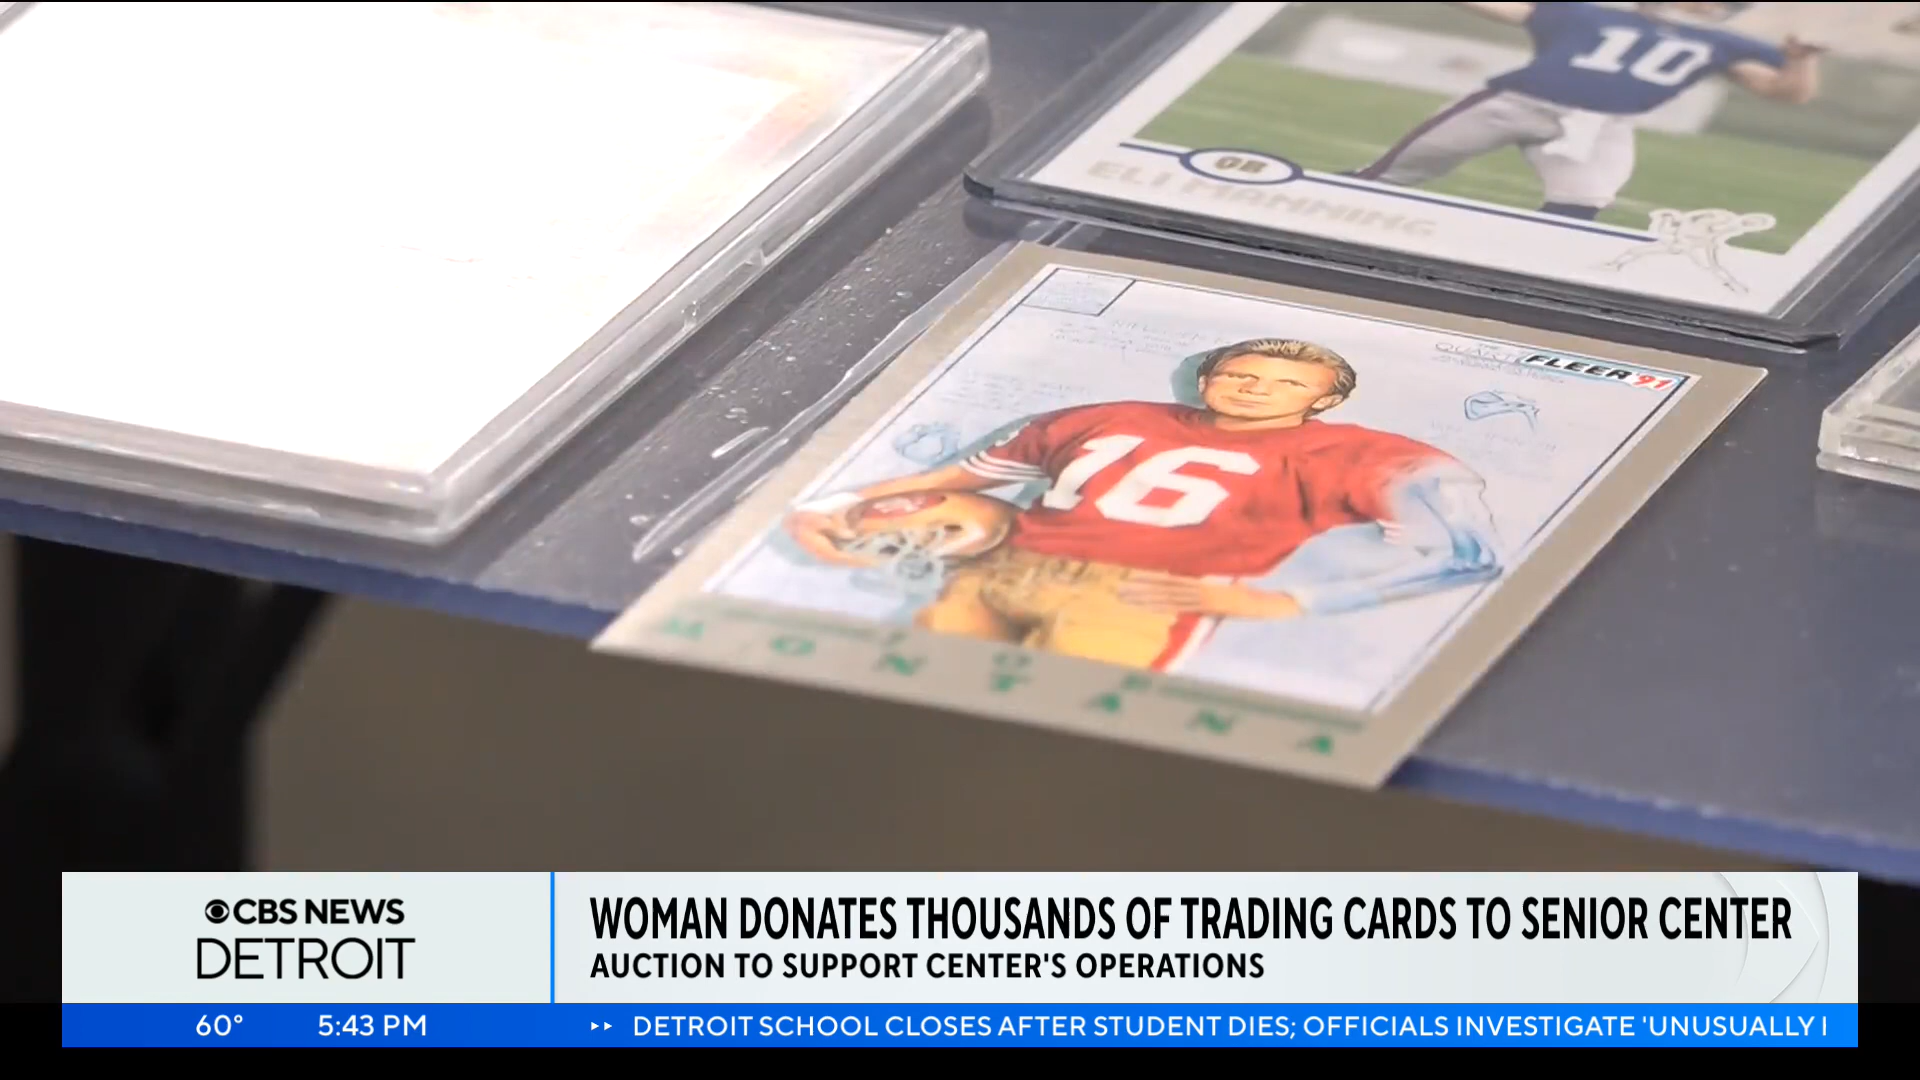 10
QB
ELI MANNING
FLEER '91
16
JOE
MONTANA
CBS NEWS
DETROIT
WOMAN DONATES THOUSANDS OF TRADING CARDS TO SENIOR CENTER
AUCTION TO SUPPORT CENTER'S OPERATIONS
60° 5:43 PM
DETROIT SCHOOL CLOSES AFTER STUDENT DIES; OFFICIALS INVESTIGATE 'UNUSUALLY